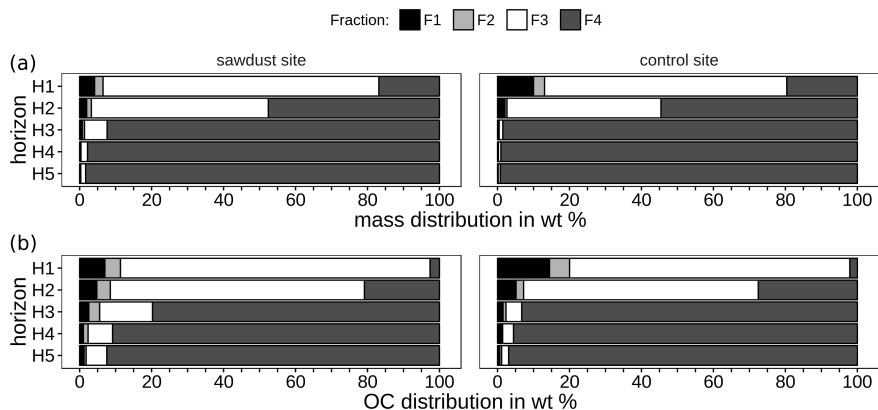 Fraction: F1 F2 F3 F4
(a)
sawdust site control site
horizon
H1
H2
H3
H4
H5
0 20 40 60 80 100 0 20 40 60 80 100
mass distribution in wt %
(b)
horizon
H1
H2
H3
H4
H5
0 20 40 60 80 100 0 20 40 60 80 100
OC distribution in wt %